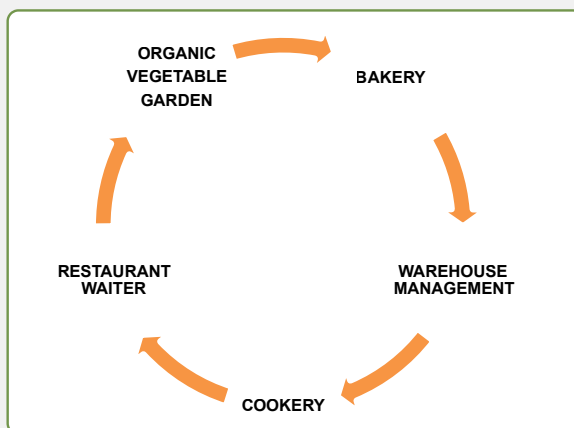 ORGANIC
VEGETABLE
GARDEN
BAKERY
WAREHOUSE
MANAGEMENT
COOKERY
RESTAURANT
WAITER